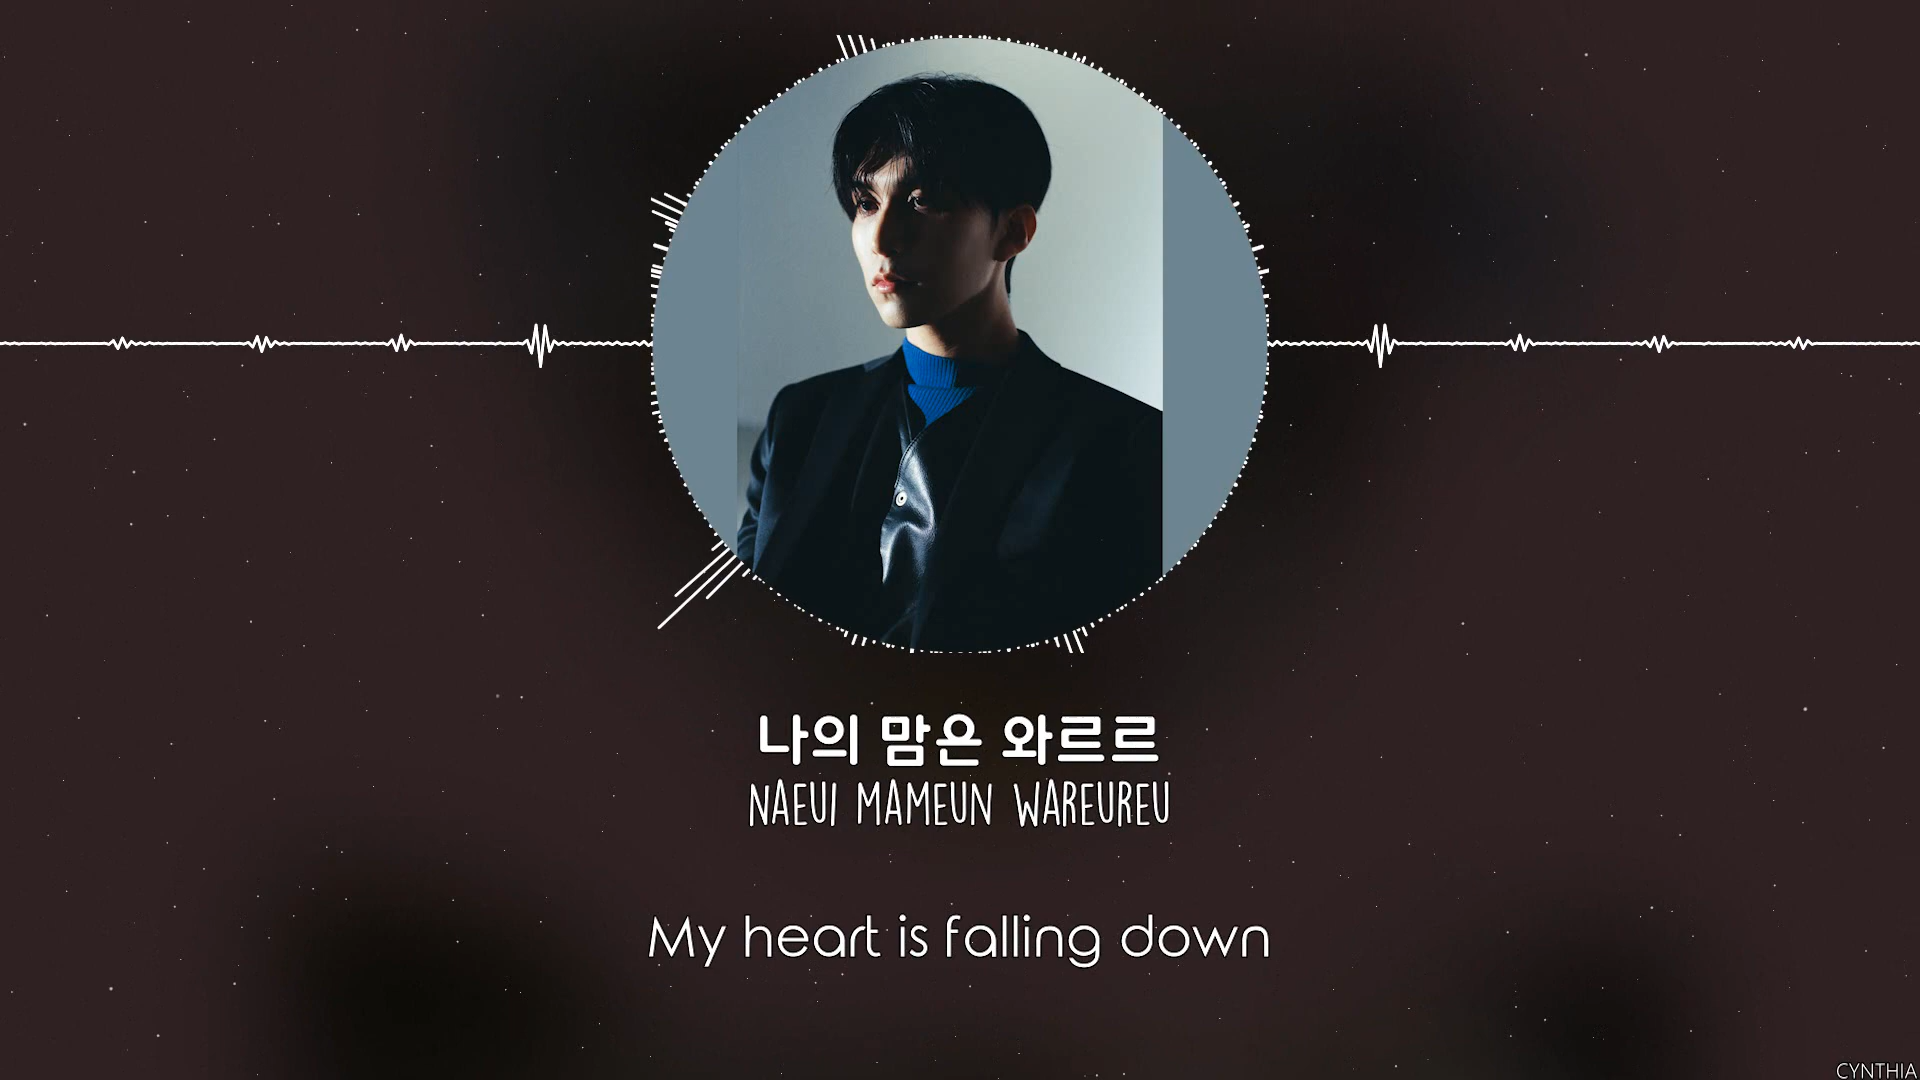 나의 맘은 와르르
NAEUI MAMEUN WAREUREU
My heart is falling down
CYNTHIA